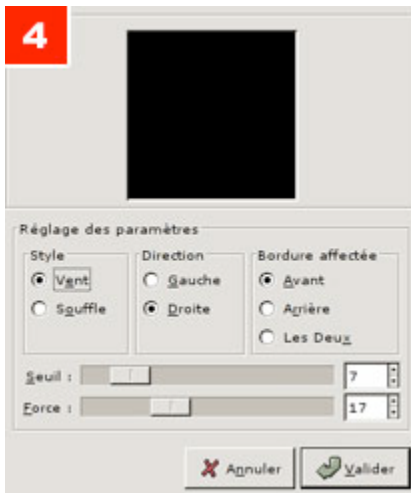 4
Réglage des paramètres
Style
Vent
Souffle
Direction
Gauche
Droite
Bordure affectée
Avant
Arrière
Les Deux
Seuil : 7
Force : 17
Annuler Valider